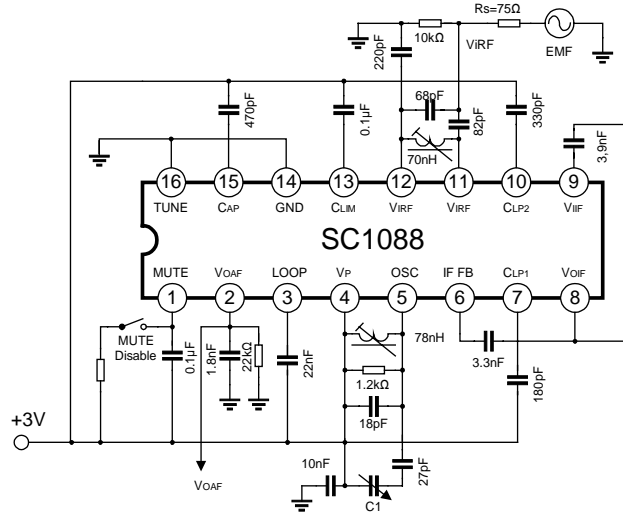 Rs=75Ω
10kΩ
ViRF
EMF
220pF
68pF
82pF
470pF
0.1μF
330pF
3,9nF
70nH
16
15
14
13
12
11
10
9
TUNE
CAP
GND
CLIM
VIRF
VIRF
CLP2
VIIF
SC1088
MUTE
VOAF
LOOP
VP
OSC
IF FB
CLP1
VOIF
1
2
3
4
5
6
7
8
MUTE
Disable
0.1μF
1.8nF
22kΩ
22nF
78nH
1.2kΩ
18pF
3.3nF
180pF
+3V
10nF
27pF
VOAF
C1